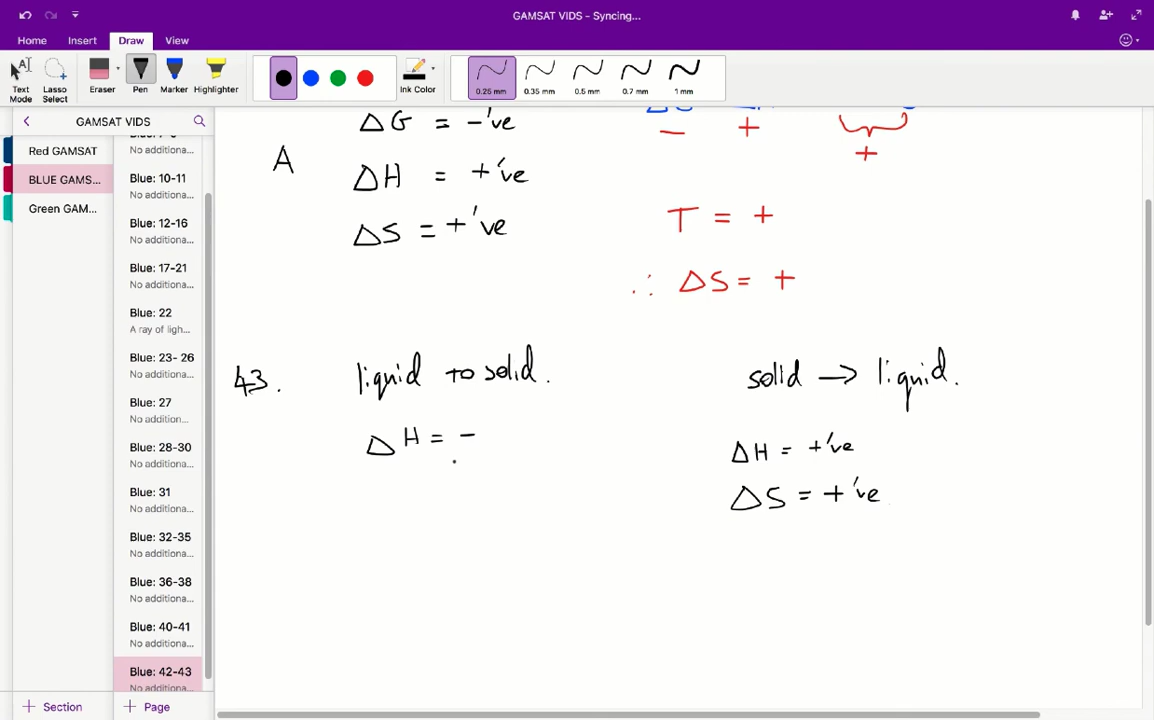 GAMSAT VIDS - Syncing...
Home Insert Draw View
Text Mode
Lasso Select
Eraser
Pen
Marker
Highlighter
Ink Color
0.25 mm
0.35 mm
0.5 mm
0.7 mm
1 mm
GAMSAT VIDS
Red GAMSAT
BLUE GAMS...
Green GAM...
No additiona...
Blue: 10-11
No additiona...
Blue: 12-16
No additiona...
Blue: 17-21
No additiona...
Blue: 22
A ray of ligh...
Blue: 23- 26
No additiona...
Blue: 27
No addition...
Blue: 28-30
No additiona...
Blue: 31
No additiona...
Blue: 32-35
No additiona...
Blue: 36-38
No additiona...
Blue: 40-41
No additiona...
Blue: 42-43
No additiona...
+ Section
+ Page
ΔG = -'ve
A
ΔH = +'ve
ΔS = +'ve
- + +
T = +
∴ ΔS = +
43. liquid to solid.
ΔH = -
solid → liquid.
ΔH = +'ve
ΔS = +'ve